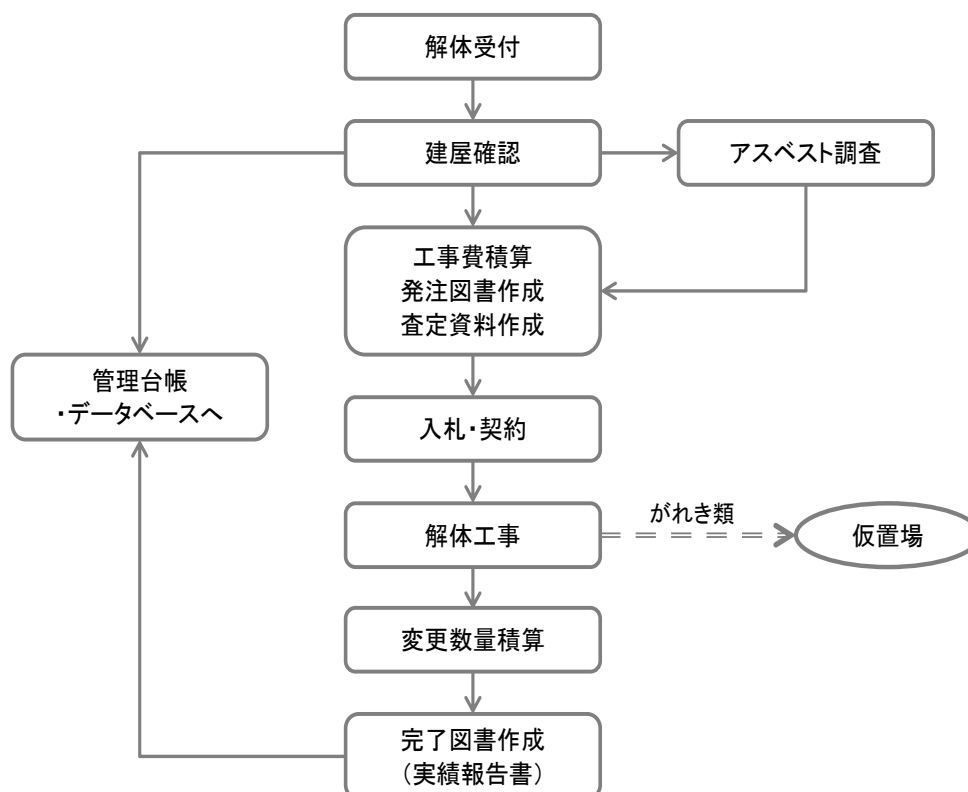 解体受付
建屋確認
アスベスト調査
工事費積算
発注図書作成
査定資料作成
管理台帳
・データベースへ
入札・契約
解体工事
がれき類
仮置場
変更数量積算
完了図書作成
（実績報告書）